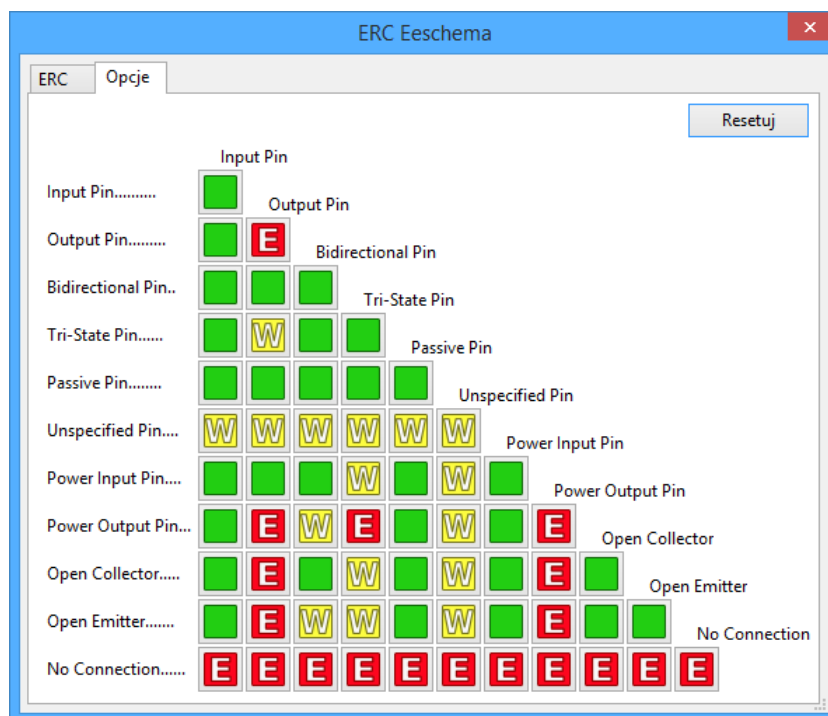 ERC Eeschema
ERC Opcje
Resetuj
Input Pin
Input Pin..........
Output Pin
Output Pin......... E
Bidirectional Pin
Bidirectional Pin..
Tri-State Pin
Tri-State Pin...... W
Passive Pin
Passive Pin........
Unspecified Pin
Unspecified Pin.... W W W W W W
Power Input Pin
Power Input Pin.... W W
Power Output Pin
Power Output Pin... E W E W E
Open Collector
Open Collector..... E W W E
Open Emitter
Open Emitter....... E W W W E
No Connection
No Connection...... E E E E E E E E E E E